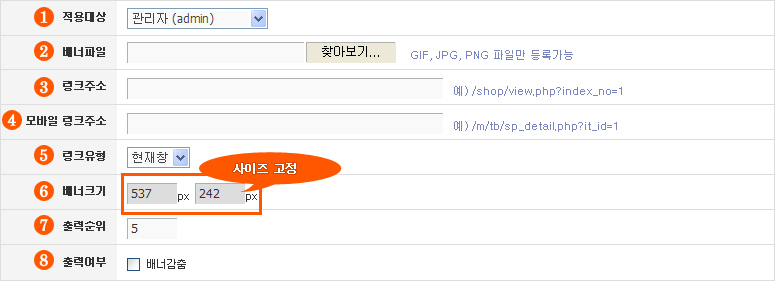 1 적용대상 관리자 (admin)
2 배너파일 찾아보기... GIF, JPG, PNG 파일만 등록가능
3 링크주소 예) /shop/view.php?index_no=1
4 모바일 링크주소 예) /m/tb/sp_detail.php?it_id=1
5 링크유형 현재창
사이즈 고정
6 배너크기 537 px 242 px
7 출력순위 5
8 출력여부 배너감춤